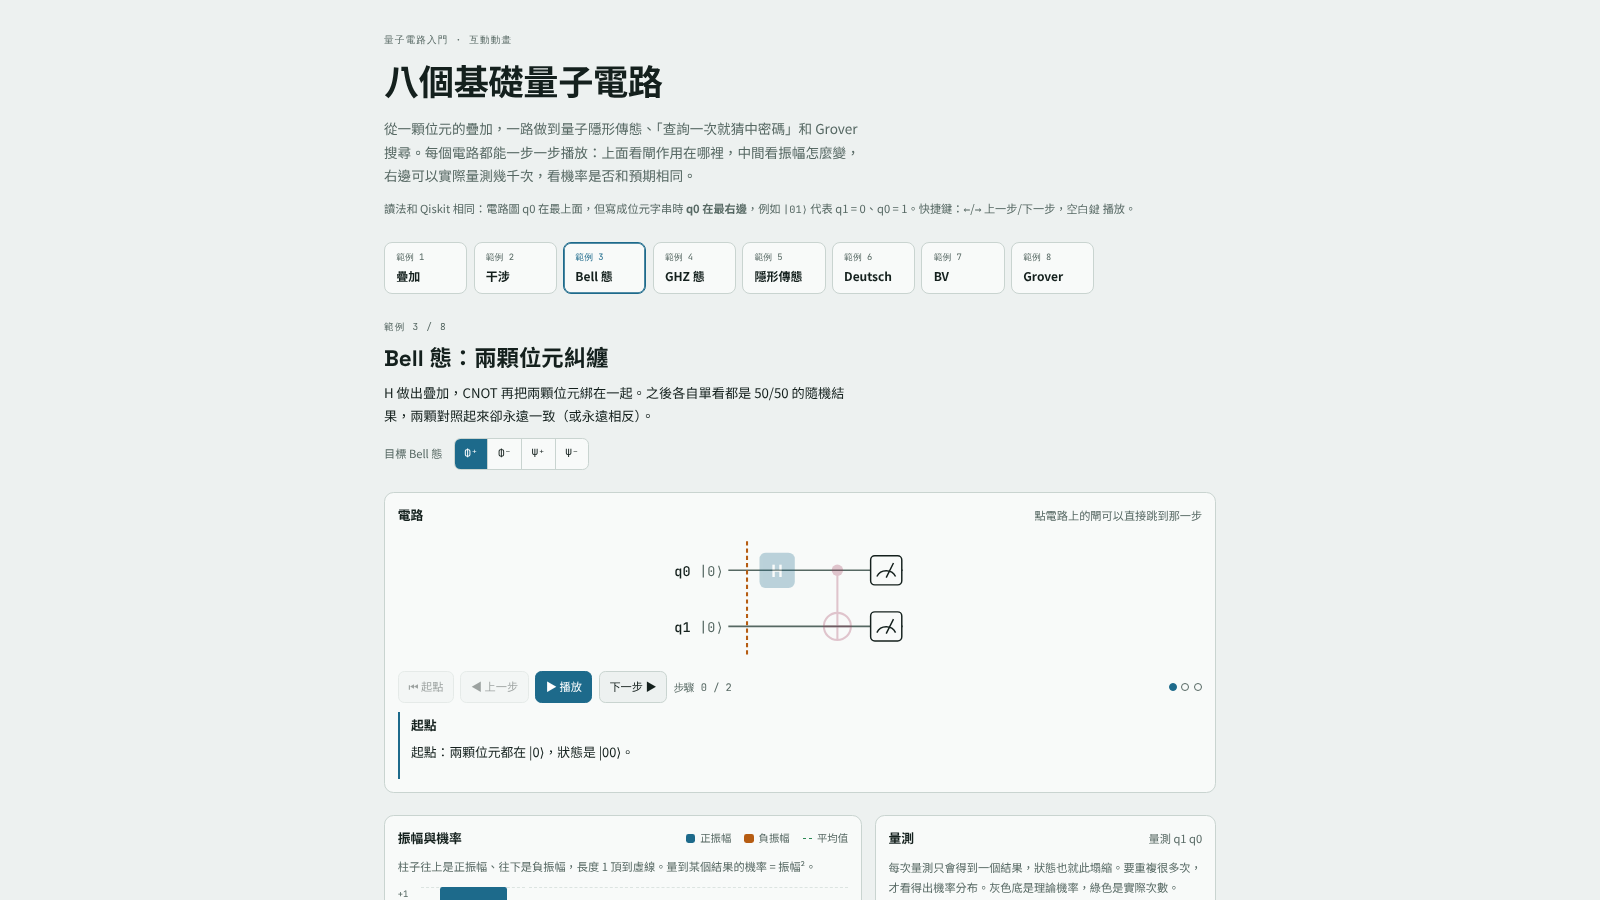 量子電路入門 · 互動動畫
八個基礎量子電路
從一顆位元的疊加，一路做到量子隱形傳態、「查詢一次就猜中密碼」和 Grover
搜尋。每個電路都能一步一步播放：上面看閘作用在哪裡，中間看振幅怎麼變，
右邊可以實際量測幾千次，看機率是否和預期相同。
讀法和 Qiskit 相同：電路圖 q0 在最上面，但寫成位元字串時 q0 在最右邊，例如 |01⟩ 代表 q1 = 0、q0 = 1。快捷鍵：←/→ 上一步/下一步，空白鍵 播放。
範例 1
疊加
範例 2
干涉
範例 3
Bell 態
範例 4
GHZ 態
範例 5
隱形傳態
範例 6
Deutsch
範例 7
BV
範例 8
Grover
範例 3 / 8
Bell 態：兩顆位元糾纏
H 做出疊加，CNOT 再把兩顆位元綁在一起。之後各自單看都是 50/50 的隨機結
果，兩顆對照起來卻永遠一致（或永遠相反）。
目標 Bell 態 Φ⁺ Φ⁻ Ψ⁺ Ψ⁻
電路
點電路上的閘可以直接跳到那一步
q0 |0⟩ H
q1 |0⟩
⏮ 起點 ◀ 上一步 ▶ 播放 下一步 ▶ 步驟 0 / 2
起點
起點：兩顆位元都在 |0⟩，狀態是 |00⟩。
振幅與機率
正振幅 負振幅 平均值
柱子往上是正振幅、往下是負振幅，長度 1 頂到虛線。量到某個結果的機率 = 振幅²。
+1
量測
量測 q1 q0
每次量測只會得到一個結果，狀態也就此塌縮。要重複很多次，
才看得出機率分布。灰色底是理論機率，綠色是實際次數。